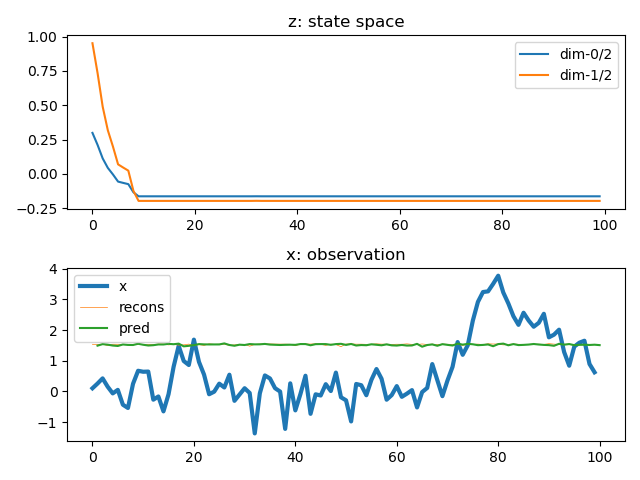 z: state space
1.00
0.75
0.50
0.25
0.00
−0.25
0 20 40 60 80 100
dim-0/2
dim-1/2
x: observation
4
3
2
1
0
−1
0 20 40 60 80 100
x
recons
pred